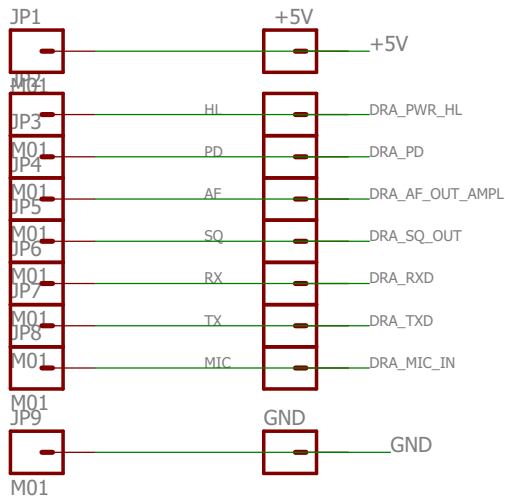 JP1 +5V
+5V
JP2
M01
HL DRA_PWR_HL
JP3
PD DRA_PD
M01
JP4
AF DRA_AF_OUT_AMPL
M01
JP5
SQ DRA_SQ_OUT
M01
JP6
RX DRA_RXD
M01
JP7
TX DRA_TXD
M01
JP8
MIC DRA_MIC_IN
M01
M01
JP9 GND
GND
M01